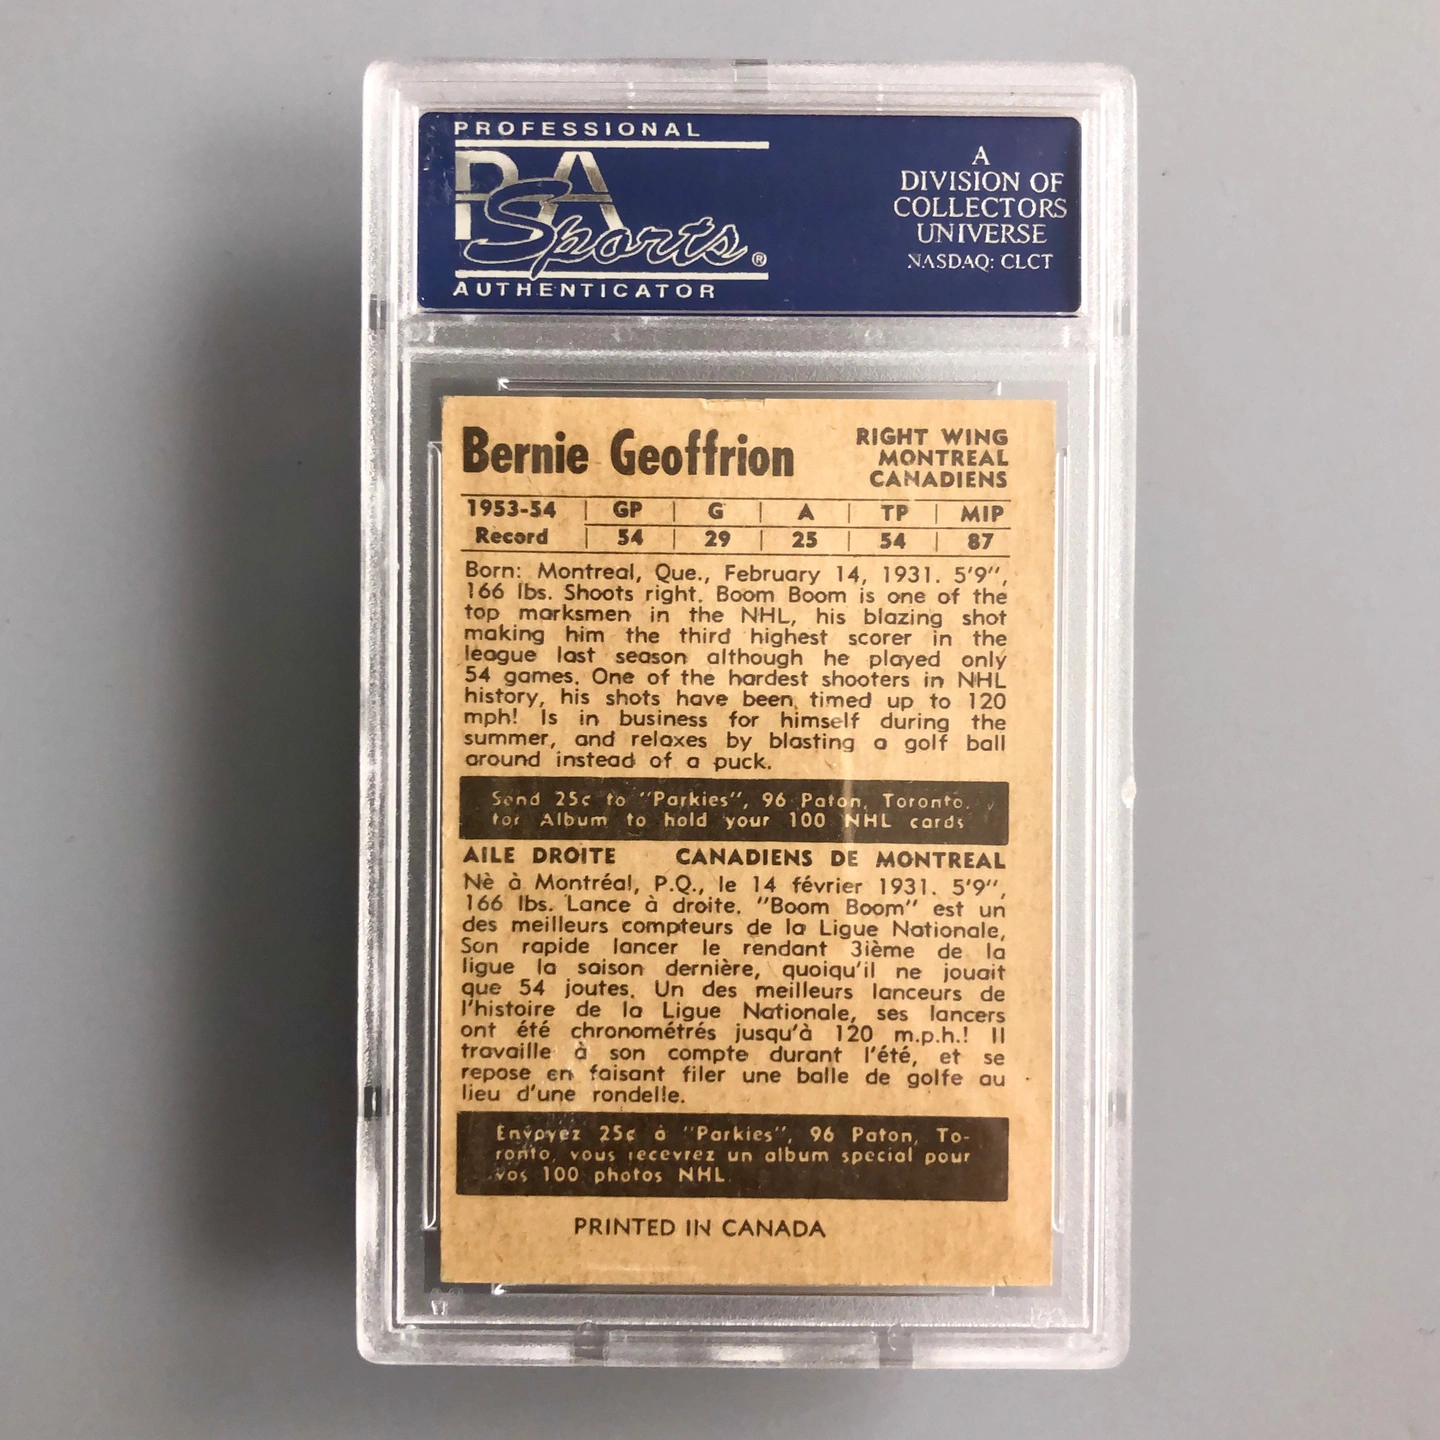 PROFESSIONAL
PSA
Sports®
AUTHENTICATOR
A
DIVISION OF
COLLECTORS
UNIVERSE
NASDAQ: CLCT
Bernie Geoffrion
RIGHT WING
MONTREAL
CANADIENS
1953-54 | GP | G | A | TP | MIP
Record | 54 | 29 | 25 | 54 | 87
Born: Montreal, Que., February 14, 1931. 5'9",
166 lbs. Shoots right. Boom Boom is one of the
top marksmen in the NHL, his blazing shot
making him the third highest scorer in the
league last season although he played only
54 games. One of the hardest shooters in NHL
history, his shots have been timed up to 120
mph! Is in business for himself during the
summer, and relaxes by blasting a golf ball
around instead of a puck.
Send 25c to "Parkies", 96 Paton, Toronto,
for Album to hold your 100 NHL cards
AILE DROITE CANADIENS DE MONTREAL
Nè à Montréal, P.Q., le 14 février 1931. 5'9",
166 lbs. Lance à droite. "Boom Boom" est un
des meilleurs compteurs de la Ligue Nationale,
Son rapide lancer le rendant 3ième de la
ligue la saison dernière, quoiqu'il ne jouait
que 54 joutes. Un des meilleurs lanceurs de
l'histoire de la Ligue Nationale, ses lancers
ont été chronométrés jusqu'à 120 m.p.h.! Il
travaille à son compte durant l'été, et se
repose en faisant filer une balle de golfe au
lieu d'une rondelle.
Envoyez 25c à "Parkies", 96 Paton, To-
ronto, vous recevrez un album special pour
vos 100 photos NHL
PRINTED IN CANADA